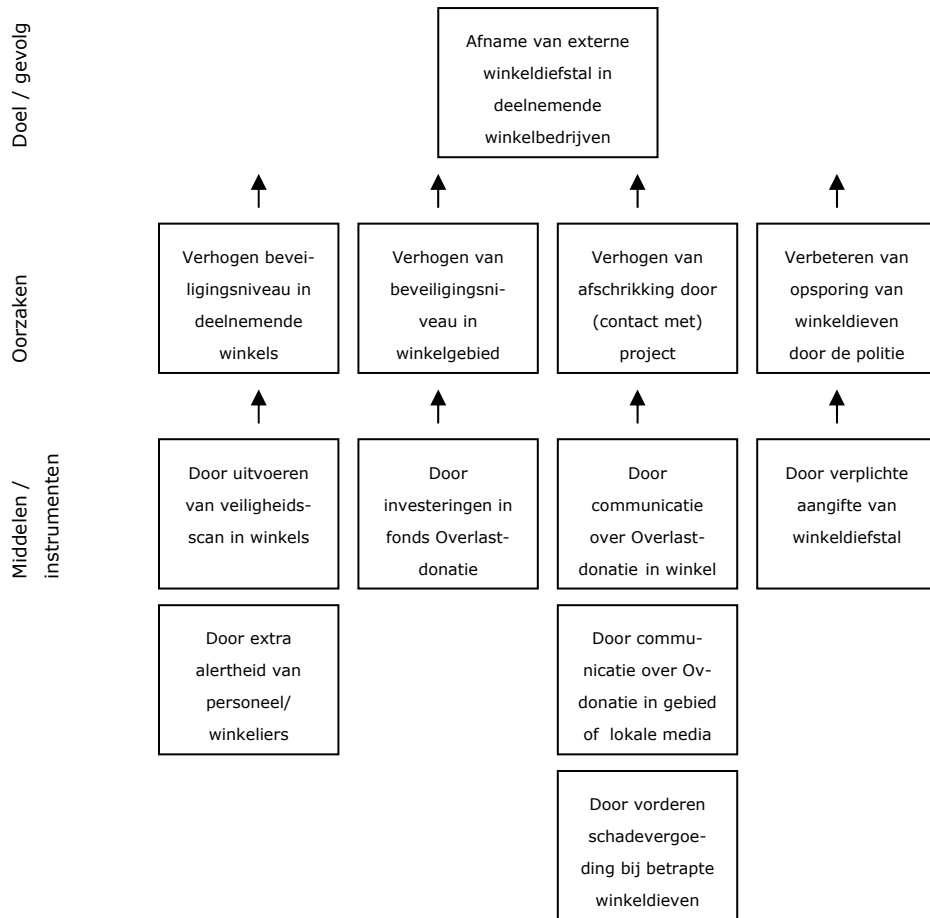 Doel / gevolg
Afname van externe
winkeldiefstal in
deelnemende
winkelbedrijven
Oorzaken
Verhogen bevei-
ligingsniveau in
deelnemende
winkels
Verhogen van
beveiligingsni-
veau in
winkelgebied
Verhogen van
afschrikking door
(contact met)
project
Verbeteren van
opsporing van
winkeldieven
door de politie
Middelen /
instrumenten
Door uitvoeren
van veiligheids-
scan in winkels
Door
investeringen in
fonds Overlast-
donatie
Door
communicatie
over Overlast-
donatie in winkel
Door verplichte
aangifte van
winkeldiefstal
Door extra
alertheid van
personeel/
winkeliers
Door commu-
nicatie over Ov-
donatie in gebied
of lokale media
Door vorderen
schadevergoe-
ding bij betrapte
winkeldieven